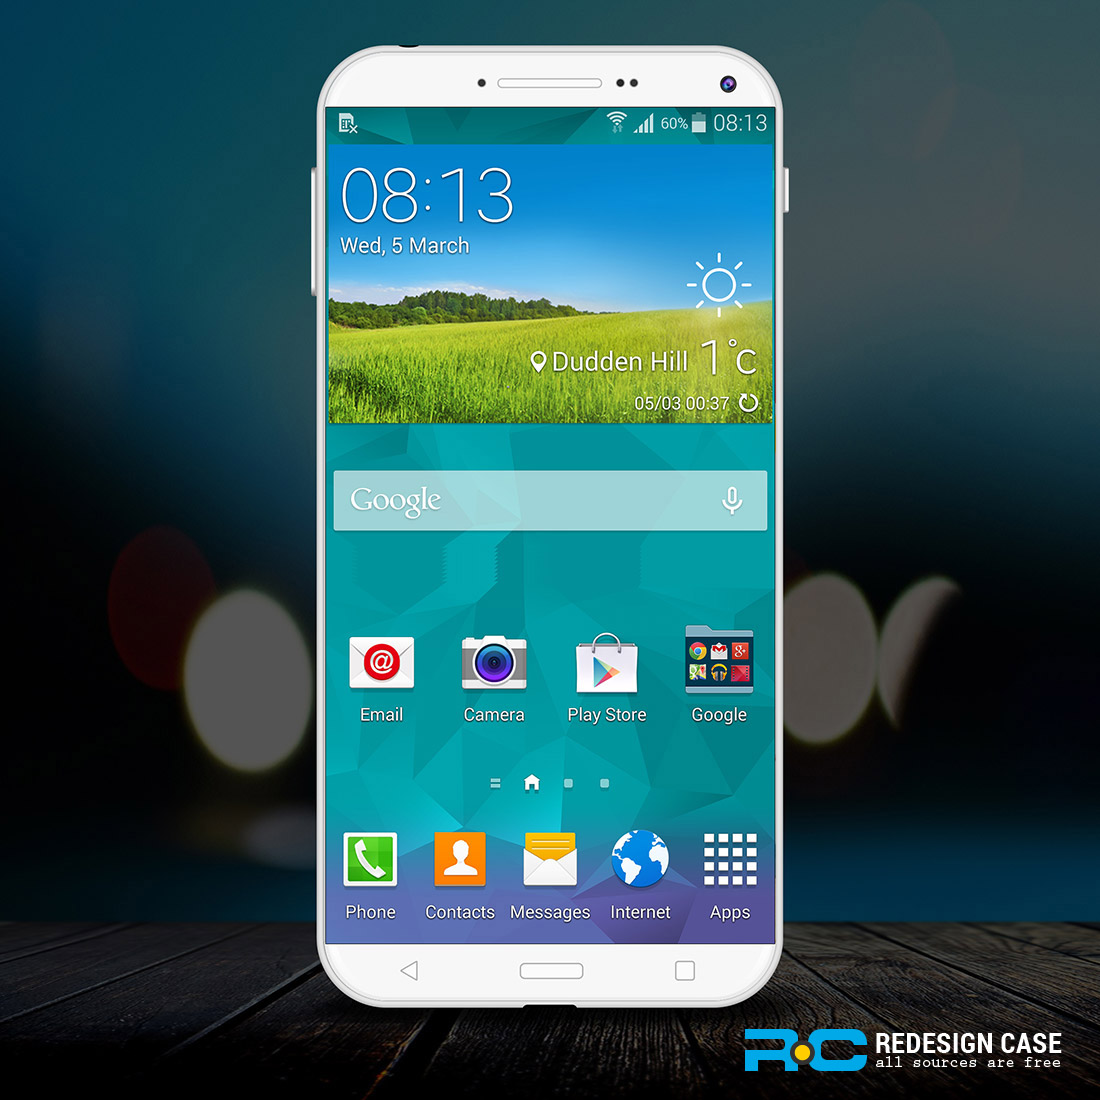 60% 08:13
08:13
Wed, 5 March
Dudden Hill 1°C
05/03 00:37
Google
Email Camera Play Store Google
Phone Contacts Messages Internet Apps
RC REDESIGN CASE
all sources are free